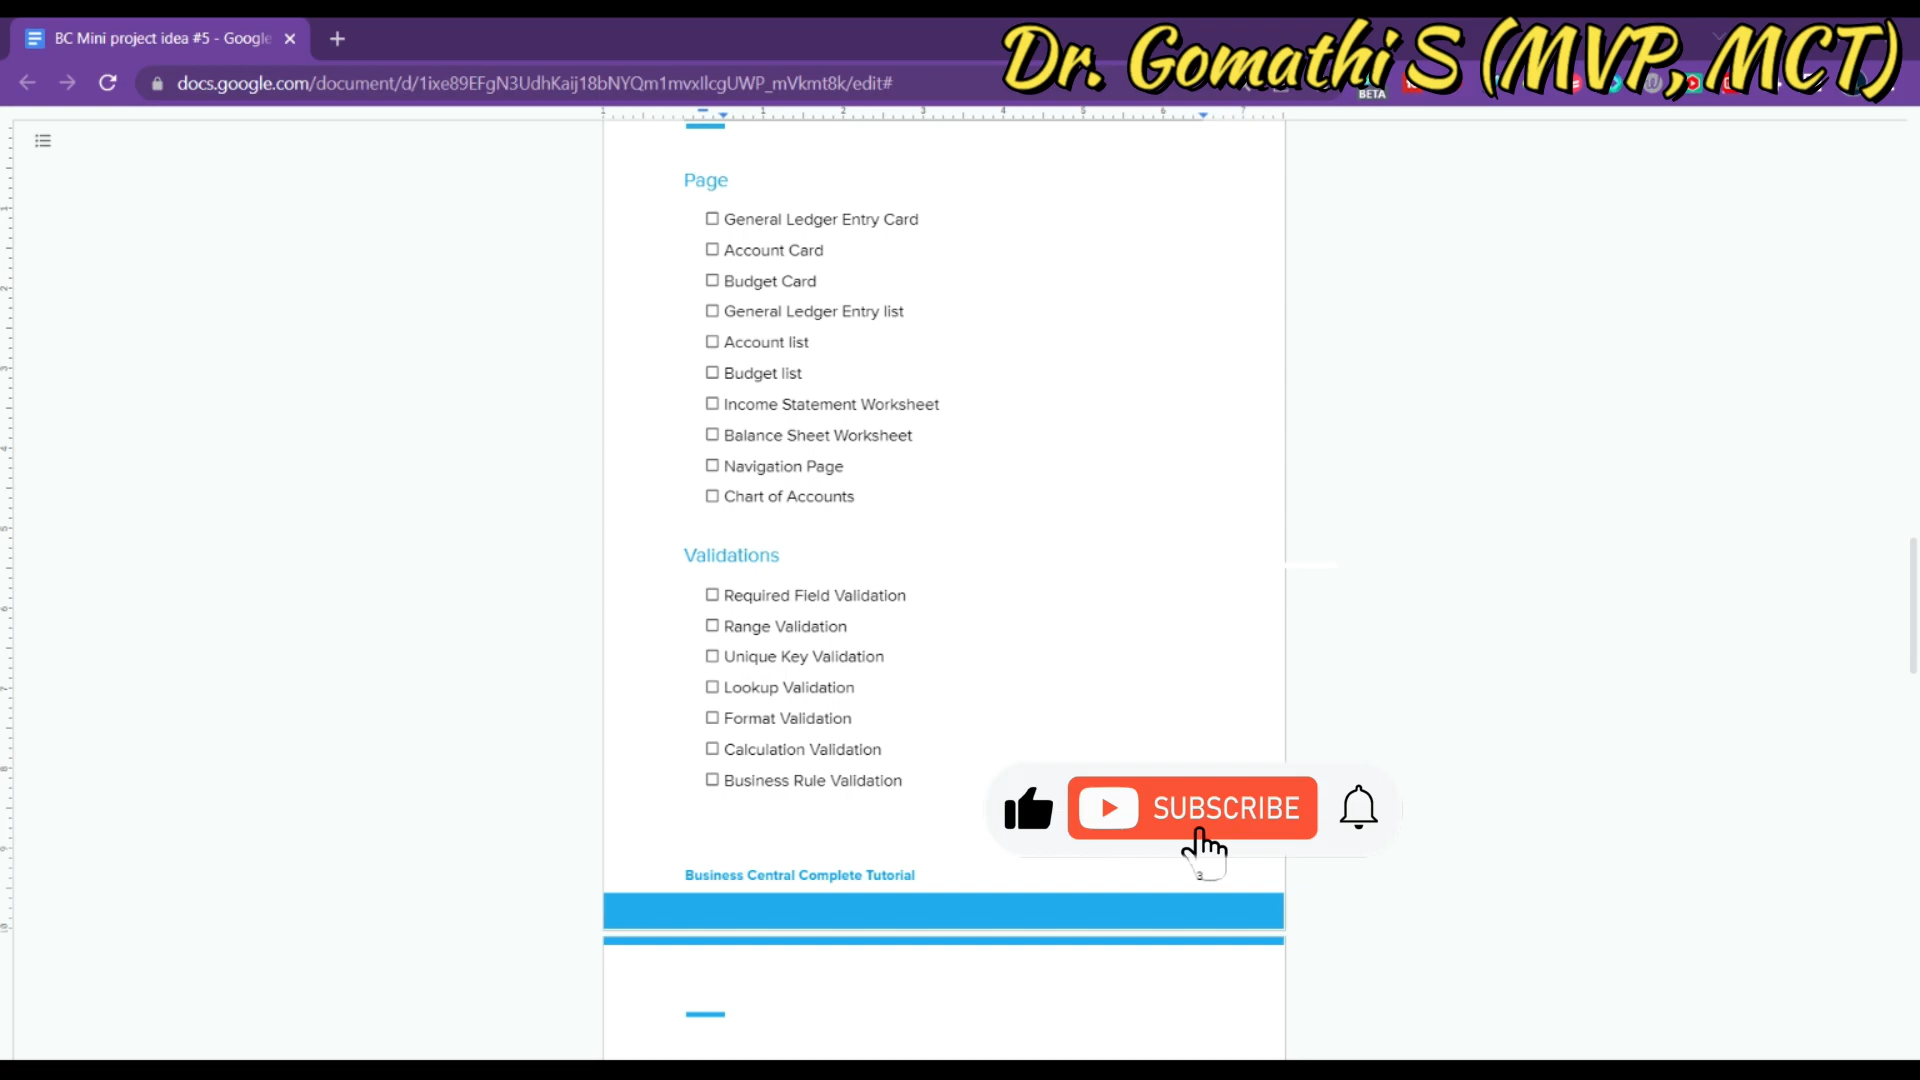 BC Mini project idea #5 - Google
Dr. Gomathi S (MVP, MCT)
docs.google.com/document/d/1ixe89EFgN3UdhKaij18bNYQm1mvxIlcgUWP_mVkmt8k/edit#
BETA
Page
General Ledger Entry Card
Account Card
Budget Card
General Ledger Entry list
Account list
Budget list
Income Statement Worksheet
Balance Sheet Worksheet
Navigation Page
Chart of Accounts
Validations
Required Field Validation
Range Validation
Unique Key Validation
Lookup Validation
Format Validation
Calculation Validation
Business Rule Validation
SUBSCRIBE
Business Central Complete Tutorial
3